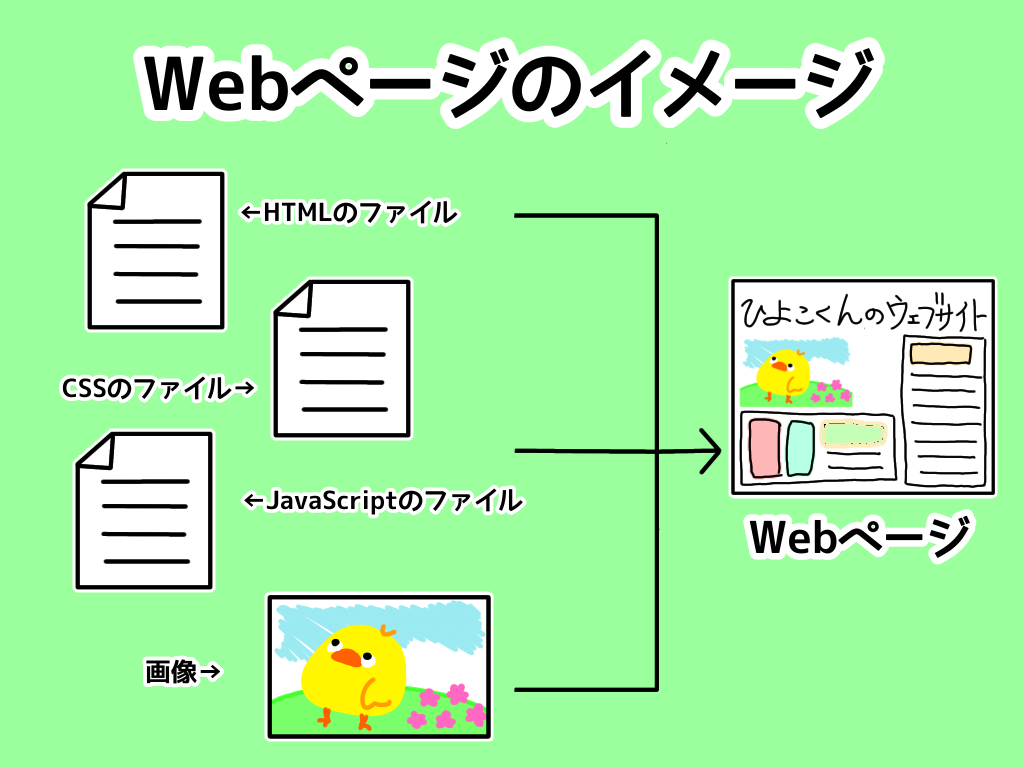 Webページのイメージ
←HTMLのファイル
CSSのファイル→
←JavaScriptのファイル
画像→
ひよこくんのウェブサイト
Webページ